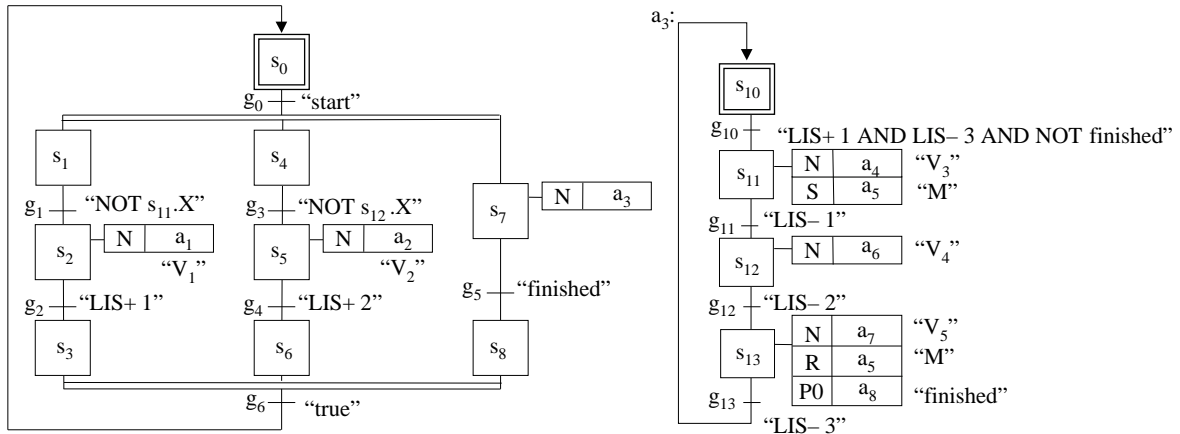 s0
g0 “start”
s1
s4
g1 “NOT s11.X”
g3 “NOT s12.X”
s7
N a3
s2
N a1
“V1”
s5
N a2
“V2”
g2 “LIS+ 1”
g4 “LIS+ 2”
g5 “finished”
s3
s6
s8
g6 “true”
a3:
s10
g10 “LIS+ 1 AND LIS– 3 AND NOT finished”
s11
N a4 “V3”
S a5 “M”
g11 “LIS– 1”
s12
N a6 “V4”
g12 “LIS– 2”
s13
N a7 “V5”
R a5 “M”
P0 a8 “finished”
g13 “LIS– 3”